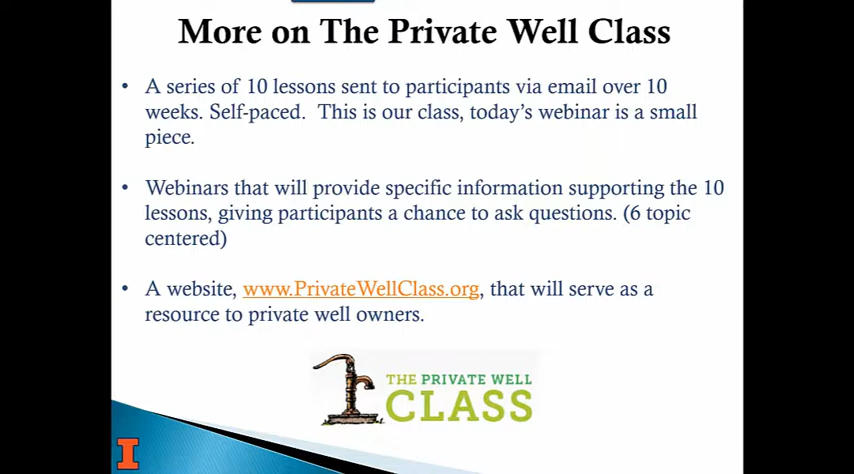 More on The Private Well Class
• A series of 10 lessons sent to participants via email over 10
weeks. Self-paced.  This is our class, today's webinar is a small
piece.
• Webinars that will provide specific information supporting the 10
lessons, giving participants a chance to ask questions. (6 topic
centered)
• A website, www.PrivateWellClass.org, that will serve as a
resource to private well owners.
THE PRIVATE WELL
CLASS
I